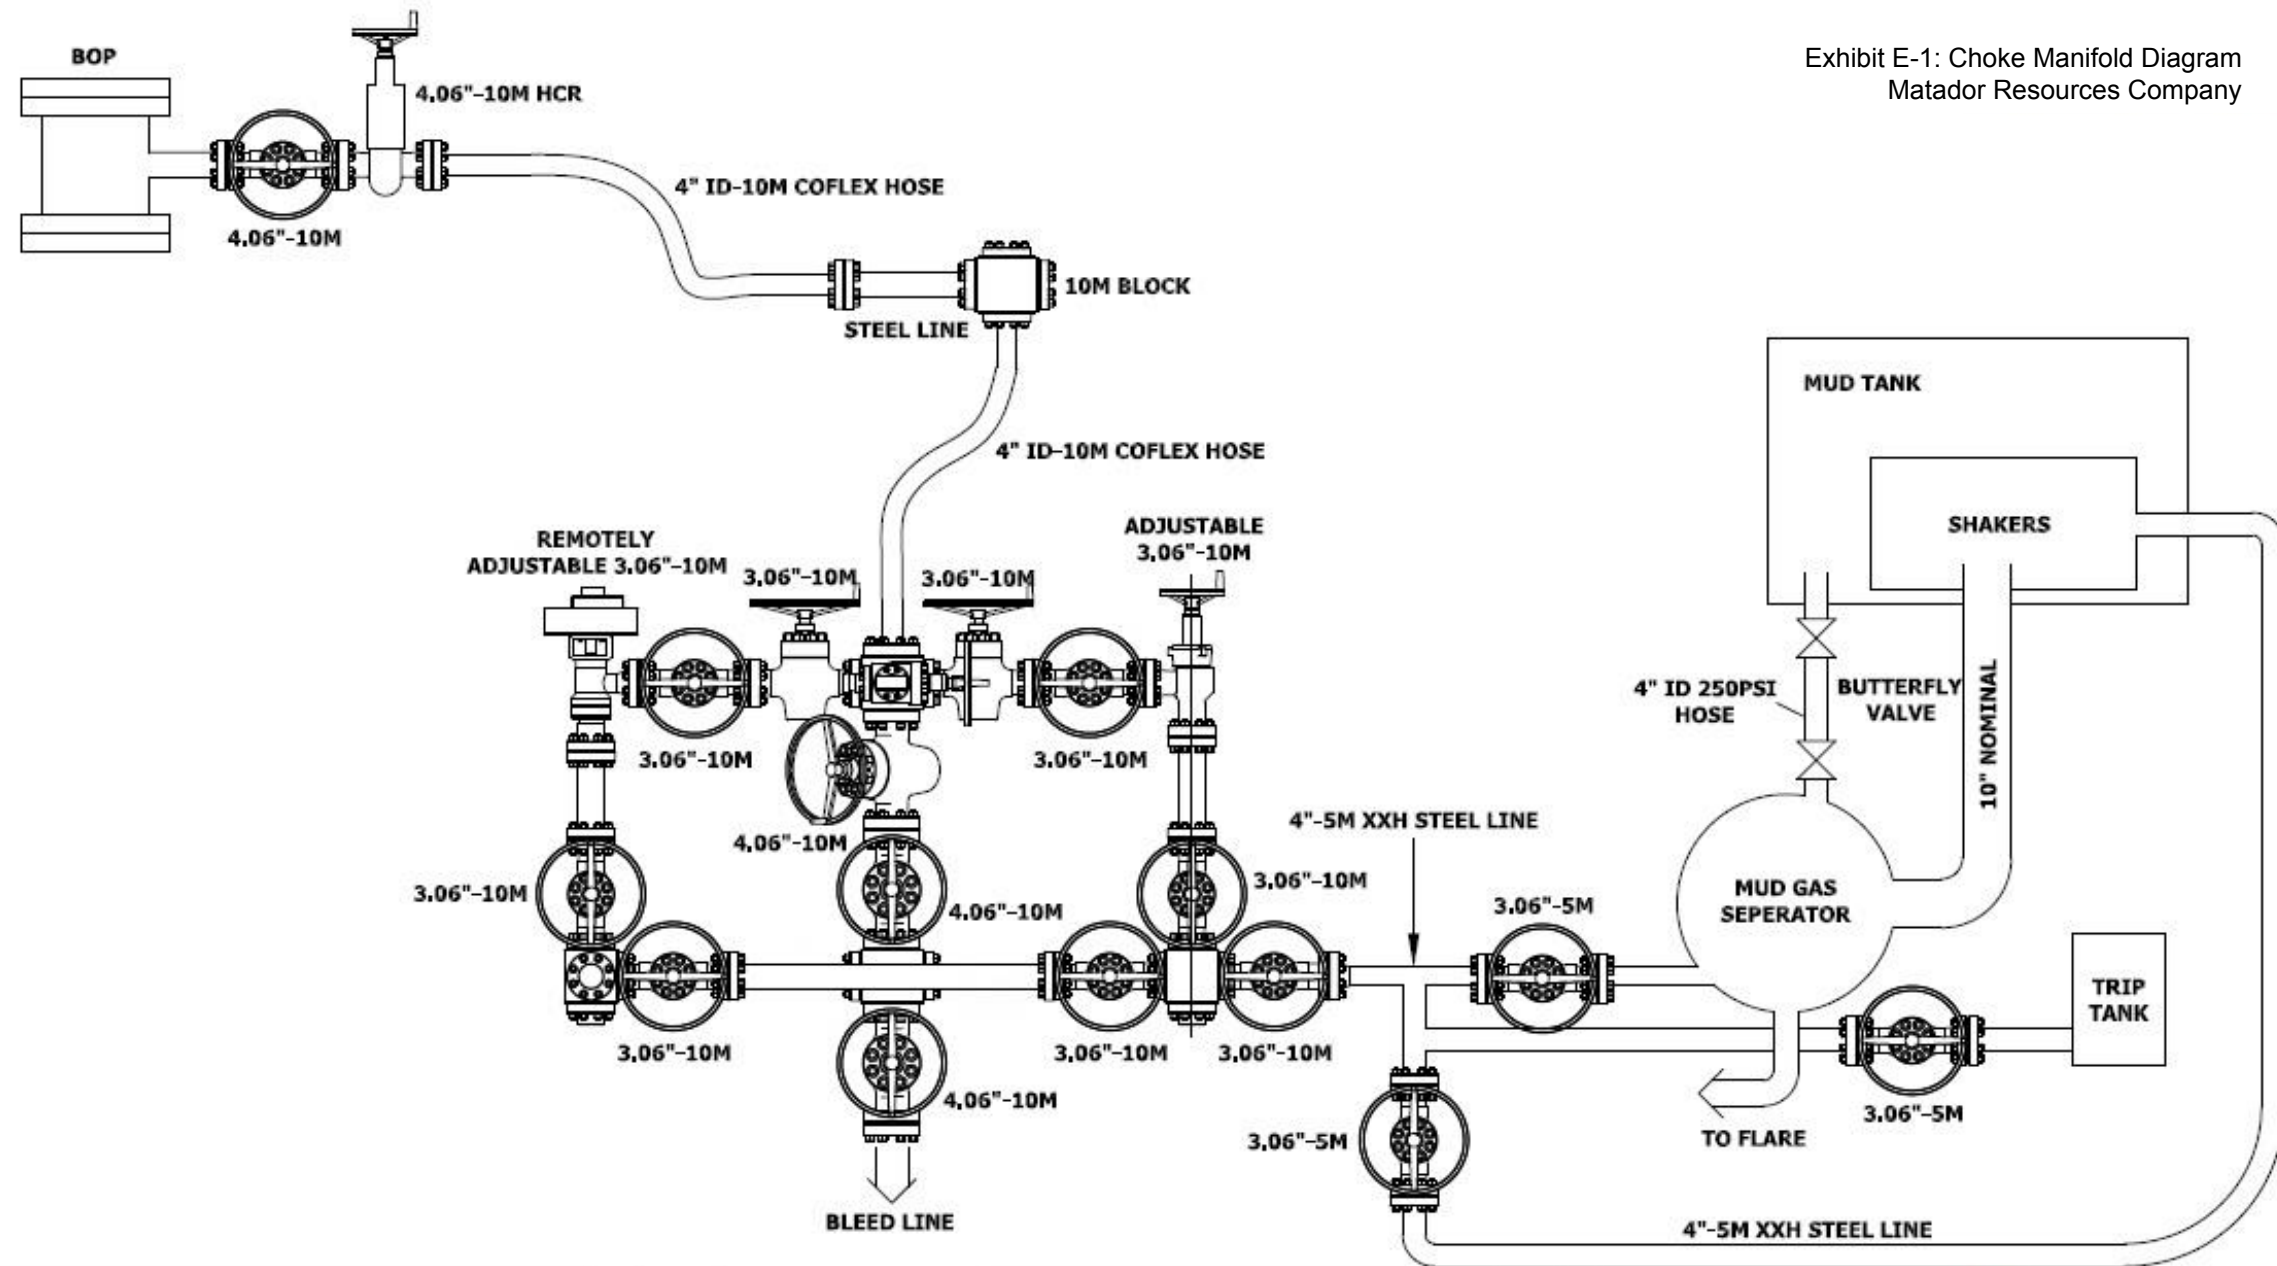 Exhibit E-1: Choke Manifold Diagram
Matador Resources Company
BOP
4.06"-10M HCR
4" ID-10M COFLEX HOSE
4.06"-10M
10M BLOCK
STEEL LINE
MUD TANK
4" ID-10M COFLEX HOSE
SHAKERS
REMOTELY
ADJUSTABLE 3.06"-10M
3.06"-10M
3.06"-10M
ADJUSTABLE
3.06"-10M
4" ID 250PSI
HOSE
BUTTERFLY
VALVE
10" NOMINAL
3.06"-10M
3.06"-10M
4.06"-10M
4"-5M XXH STEEL LINE
3.06"-10M
4.06"-10M
3.06"-10M
3.06"-5M
MUD GAS
SEPERATOR
TRIP
TANK
3.06"-10M
3.06"-10M
3.06"-10M
4.06"-10M
3.06"-5M
3.06"-5M
TO FLARE
BLEED LINE
4"-5M XXH STEEL LINE